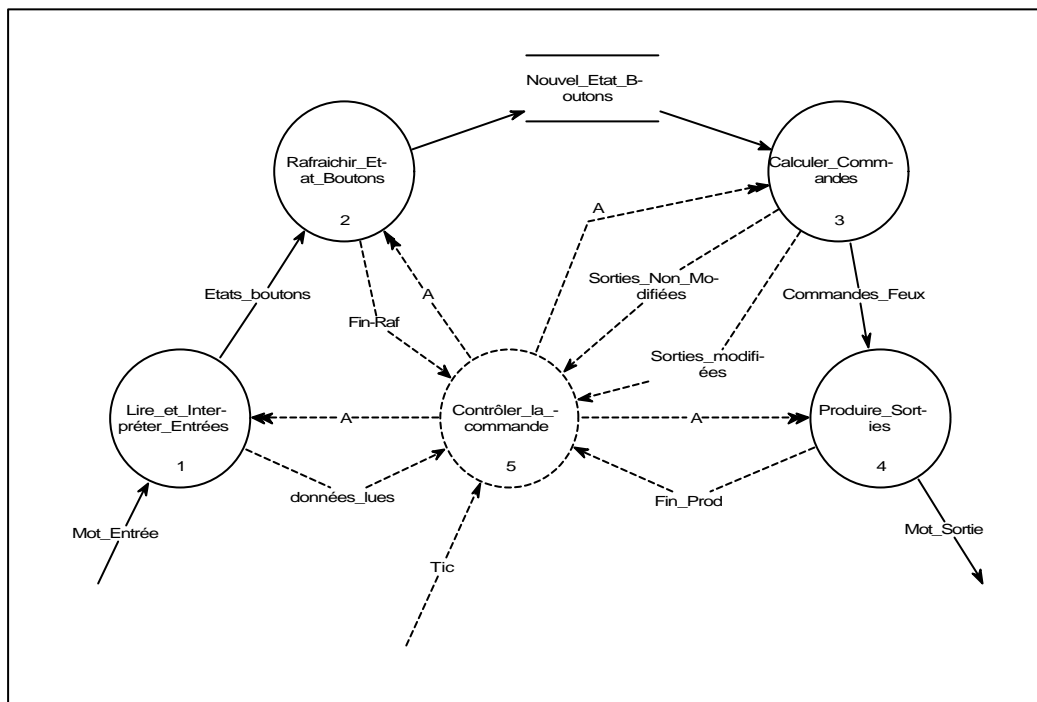 Nouvel_Etat_B-
outons
Rafraichir_Et-
at_Boutons
2
Calculer_Comm-
andes
3
A
Sorties_Non_Mo-
difiées
Etats_boutons
A
Commandes_Feux
Fin-Raf
Sorties_modifi-
ées
Lire_et_Inter-
préter_Entrées
1
A
Contrôler_la_-
commande
5
A
Produire_Sort-
ies
4
données_lues
Fin_Prod
Mot_Entrée
Mot_Sortie
Tic